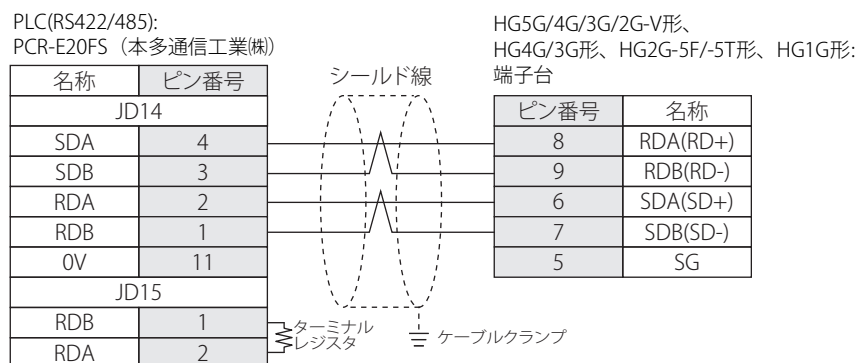 PLC(RS422/485):
PCR-E20FS（本多通信工業㈱）
HG5G/4G/3G/2G-V形、
HG4G/3G形、HG2G-5F/-5T形、HG1G形:
端子台
名称 ピン番号
JD14
SDA 4
SDB 3
RDA 2
RDB 1
0V 11
JD15
RDB 1
RDA 2
シールド線
ターミナル
レジスタ
ケーブルクランプ
ピン番号 名称
8 RDA(RD+)
9 RDB(RD-)
6 SDA(SD+)
7 SDB(SD-)
5 SG